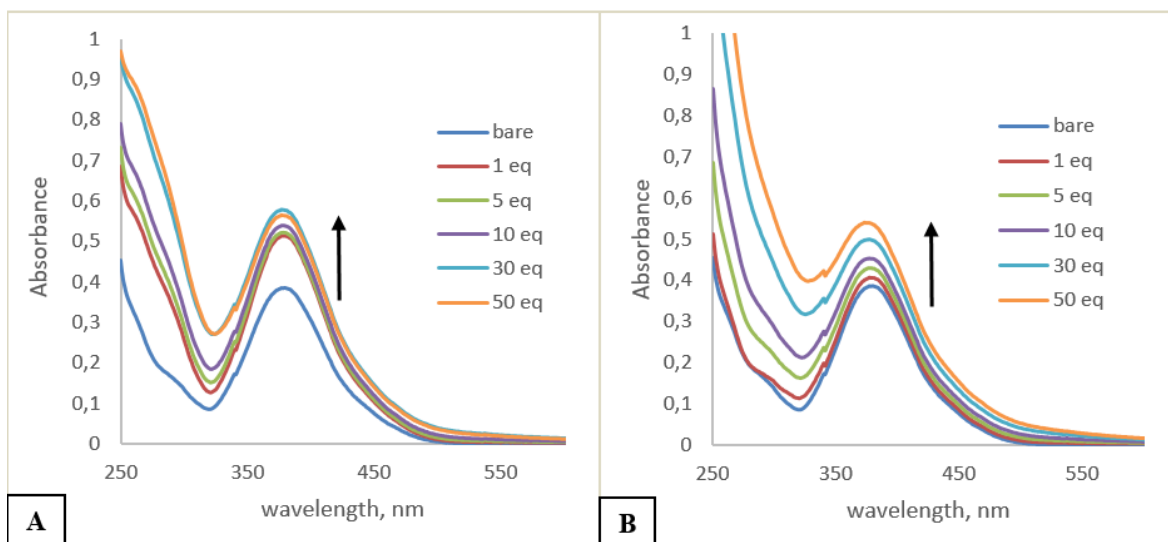 1
0,9
0,8
0,7
0,6
0,5
0,4
0,3
0,2
0,1
0
Absorbance
250
350
450
550
wavelength, nm
bare
1 eq
5 eq
10 eq
30 eq
50 eq
A
1
0,9
0,8
0,7
0,6
0,5
0,4
0,3
0,2
0,1
0
Absorbance
250
350
450
550
wavelength, nm
bare
1 eq
5 eq
10 eq
30 eq
50 eq
B